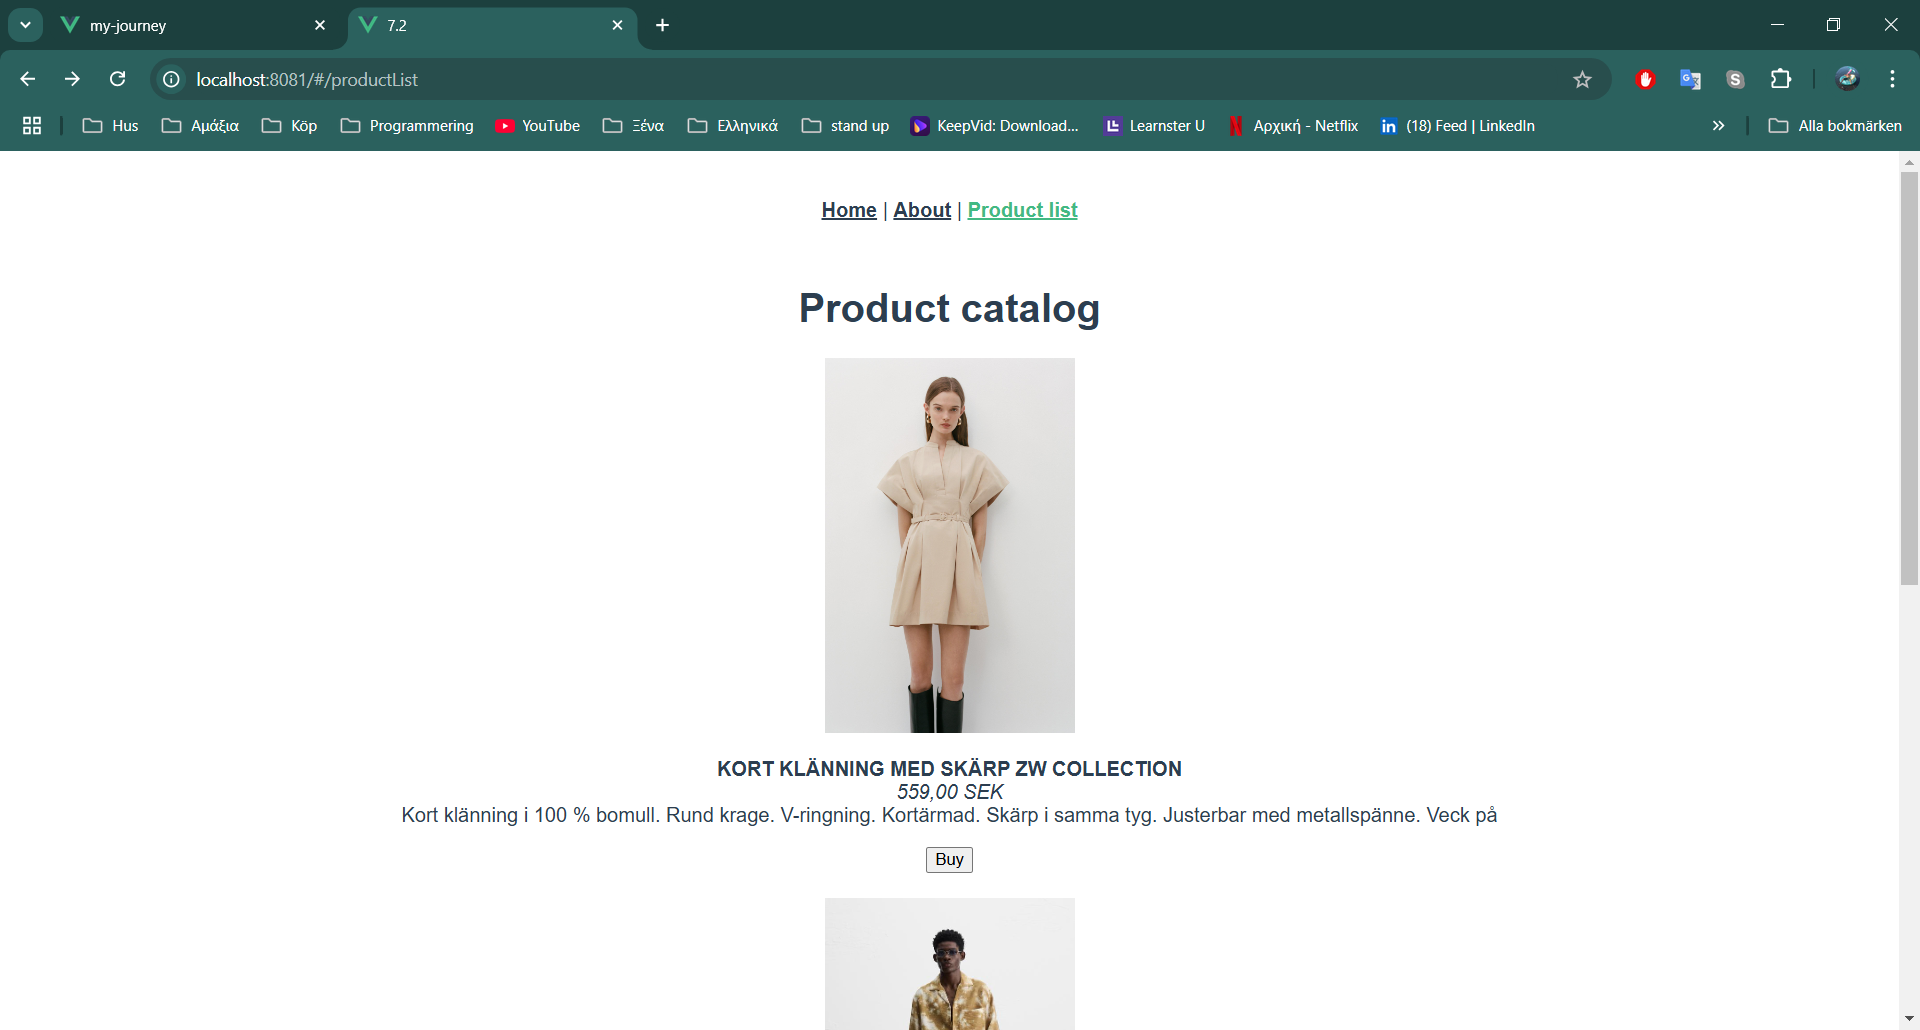 my-journey
7.2
localhost:8081/#/productList
Hus
Αμάξια
Köp
Programmering
YouTube
Ξένα
Ελληνικά
stand up
KeepVid: Download...
Learnster U
Αρχική - Netflix
(18) Feed | LinkedIn
Alla bokmärken
Home | About | Product list
Product catalog
KORT KLÄNNING MED SKÄRP ZW COLLECTION
559,00 SEK
Kort klänning i 100 % bomull. Rund krage. V-ringning. Kortärmad. Skärp i samma tyg. Justerbar med metallspänne. Veck på
Buy